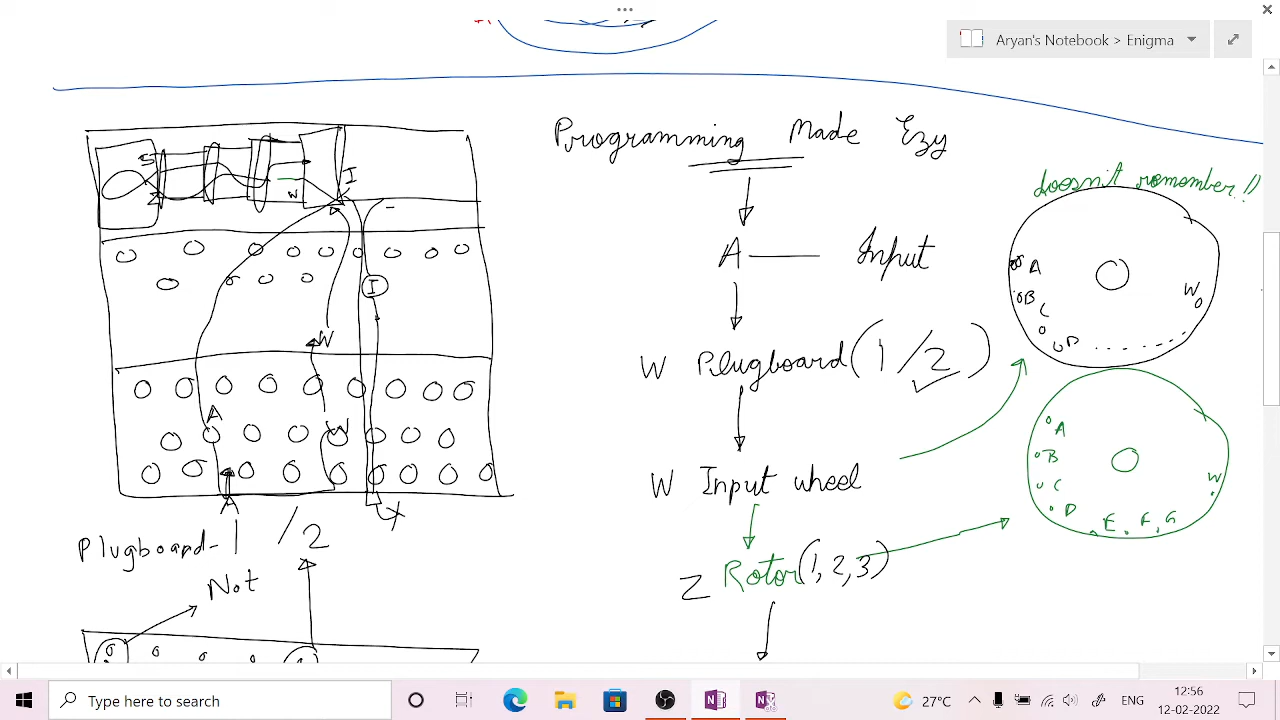 Aryan's Notebook > Enigma
Programming Made Ezy
doesn't remember!!
A Input
W Plugboard (1/2)
W Input wheel
Z Rotor (1, 2, 3)
A
B
C
D
W
A
B
C
D
E
F
G
W
S
Z
W
I
I
W
A
W
A
Plugboard - 1/2
Not
Type here to search
27°C
ENG
12:56
12-02-2022